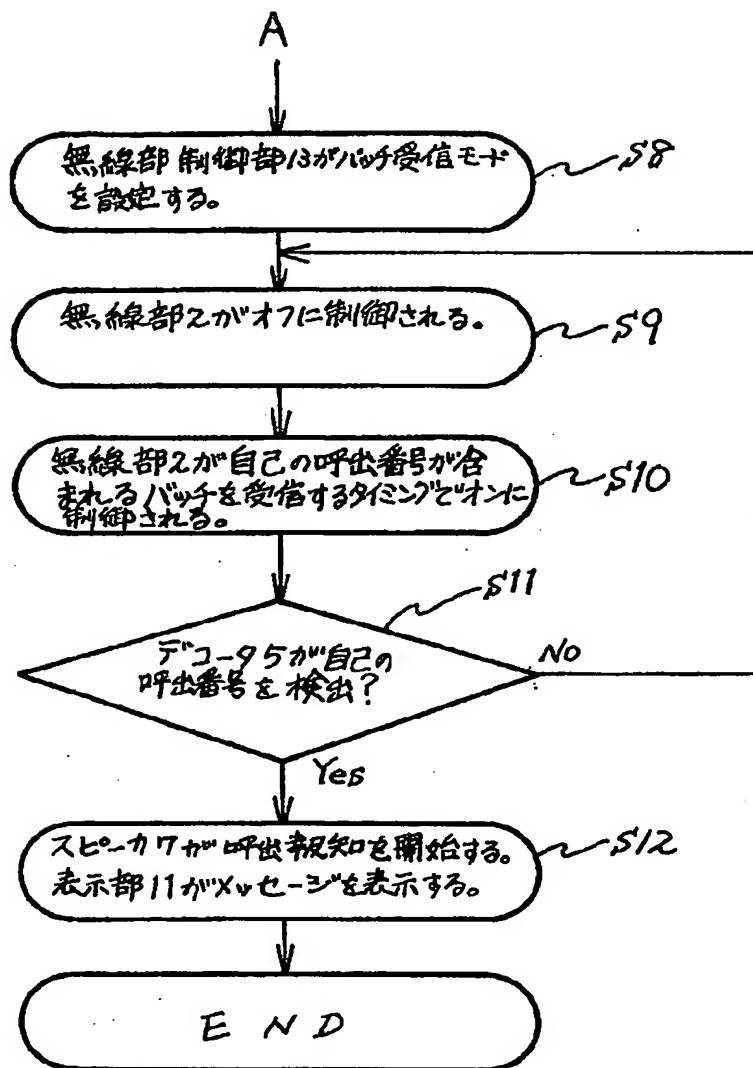 A
無線部制御部13がバッチ受信モード
を設定する。
S8
無線部2がオフに制御される。
S9
無線部2が自己の呼出番号が含
まれるバッチを受信するタイミングでオンに
制御される。
S10
S11
デコーダ5が自己の
呼出番号を検出?
No
Yes
スピーカ7が呼出報知を開始する。
表示部11がメッセージを表示する。
S12
END